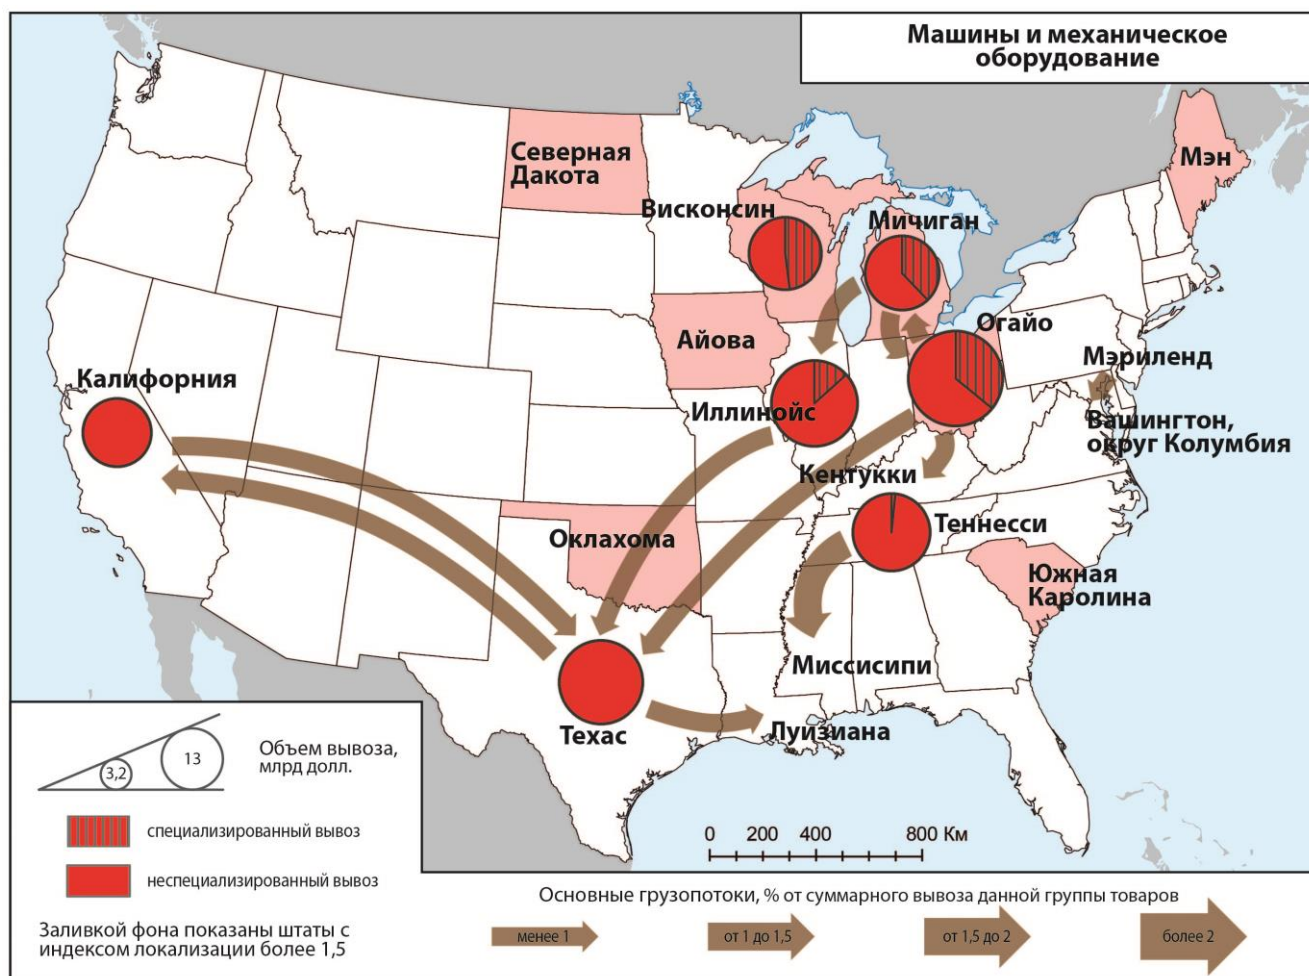 Машины и механическое
оборудование
Северная
Дакота
Мэн
Висконсин
Мичиган
Айова
Огайо
Мэриленд
Калифорния
Иллинойс
Вашингтон,
округ Колумбия
Кентукки
Теннесси
Оклахома
Южная
Каролина
Миссисипи
Техас
Луизиана
3,2
13
Объем вывоза,
млрд долл.
специализированный вывоз
неспециализированный вывоз
Заливкой фона показаны штаты с
индексом локализации более 1,5
0 200 400 800 Км
Основные грузопотоки, % от суммарного вывоза данной группы товаров
менее 1
от 1 до 1,5
от 1,5 до 2
более 2